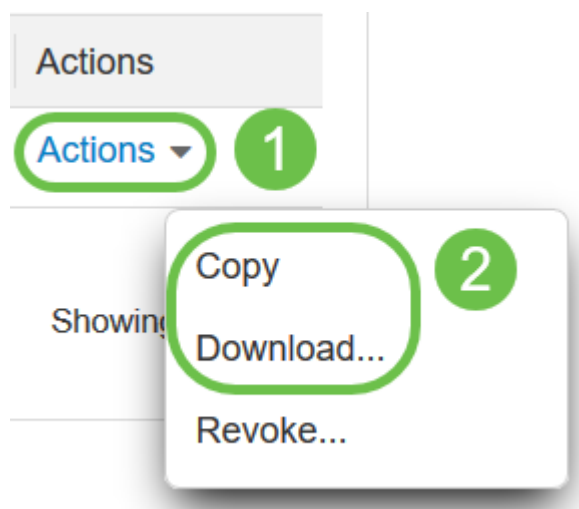 Actions
Actions 1
Copy 2
Showing
Download...
Revoke...